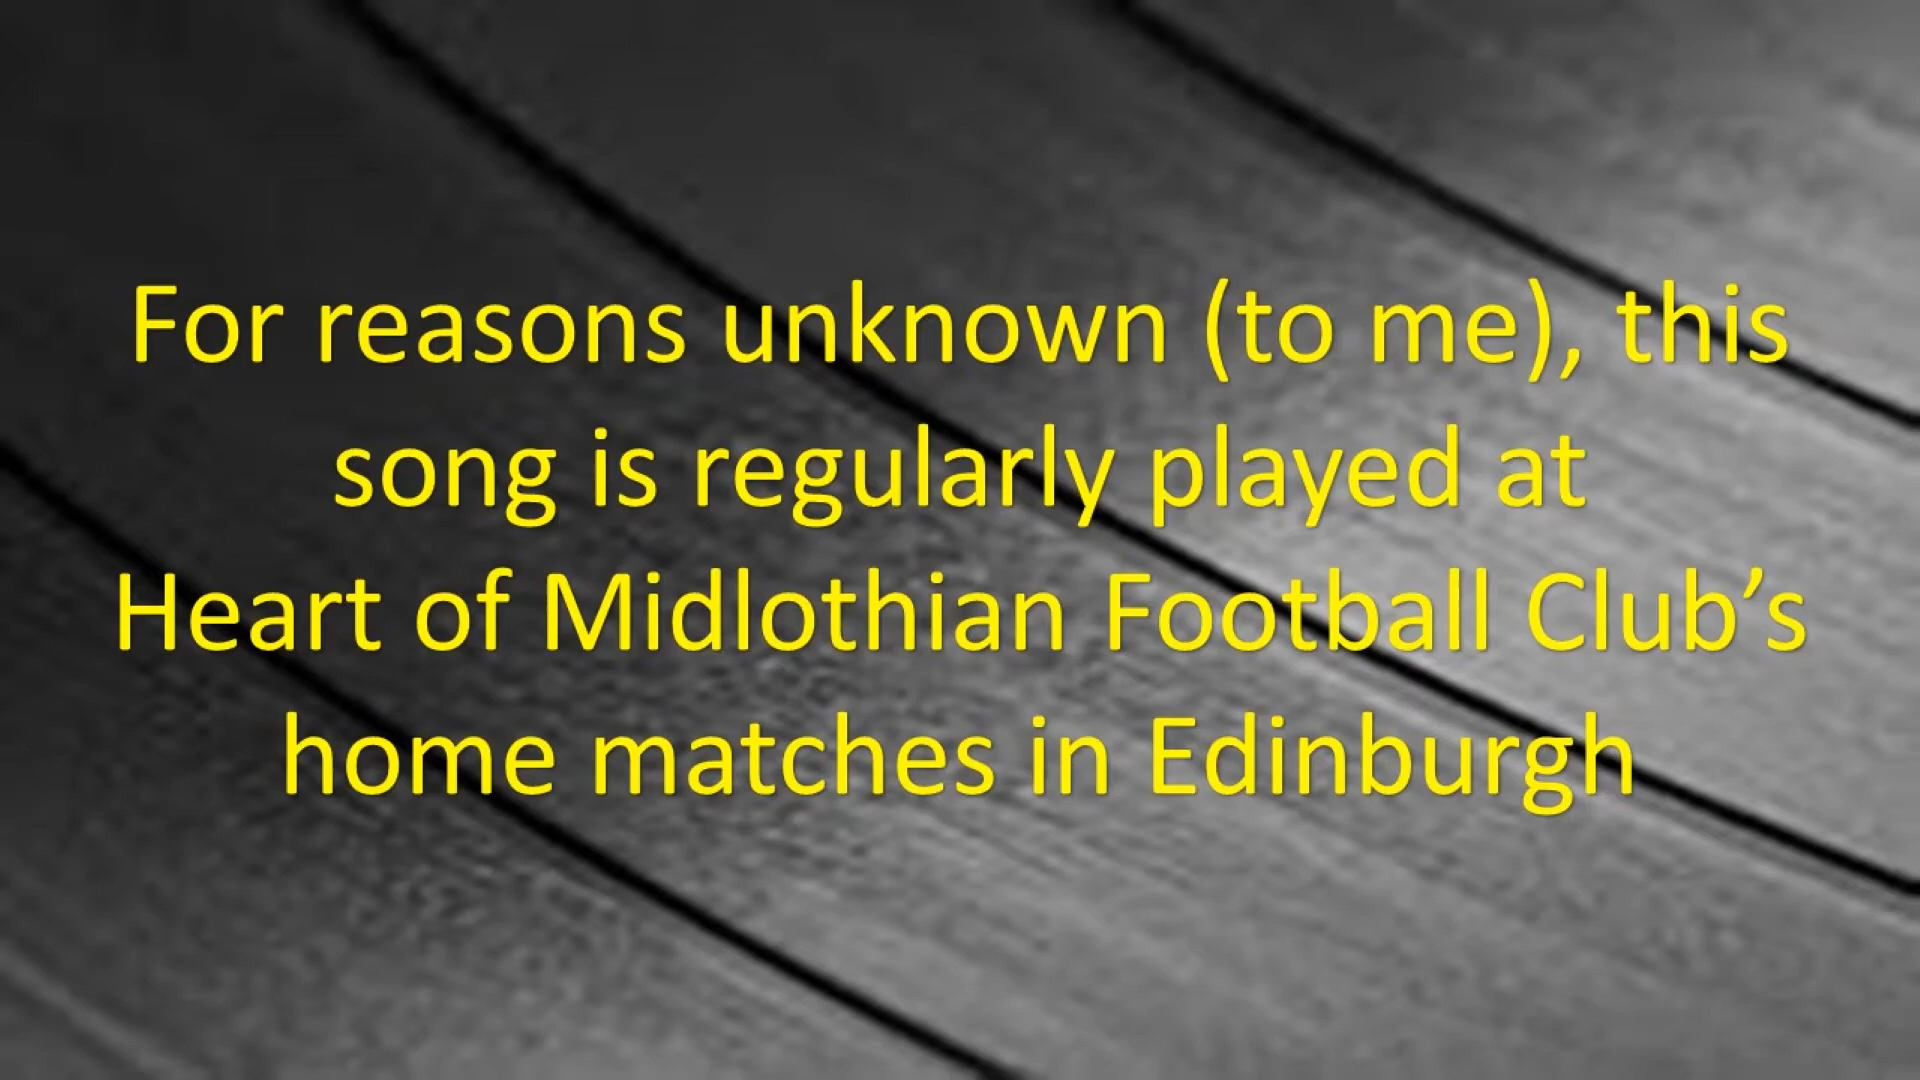 For reasons unknown (to me), this
song is regularly played at
Heart of Midlothian Football Club’s
home matches in Edinburgh